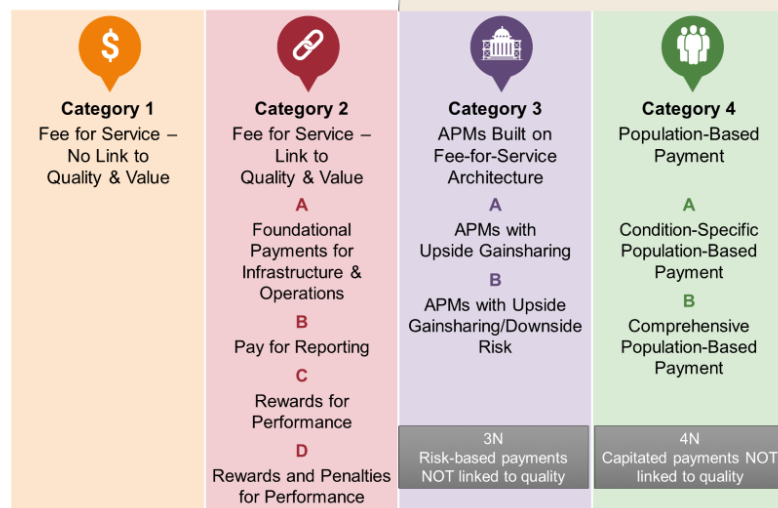 $
Category 1
Fee for Service –
No Link to
Quality & Value
Category 2
Fee for Service –
Link to
Quality & Value
A
Foundational
Payments for
Infrastructure &
Operations
B
Pay for Reporting
C
Rewards for
Performance
D
Rewards and Penalties
for Performance
Category 3
APMs Built on
Fee-for-Service
Architecture
A
APMs with
Upside Gainsharing
B
APMs with Upside
Gainsharing/Downside
Risk
3N
Risk-based payments
NOT linked to quality
Category 4
Population-Based
Payment
A
Condition-Specific
Population-Based
Payment
B
Comprehensive
Population-Based
Payment
4N
Capitated payments NOT
linked to quality